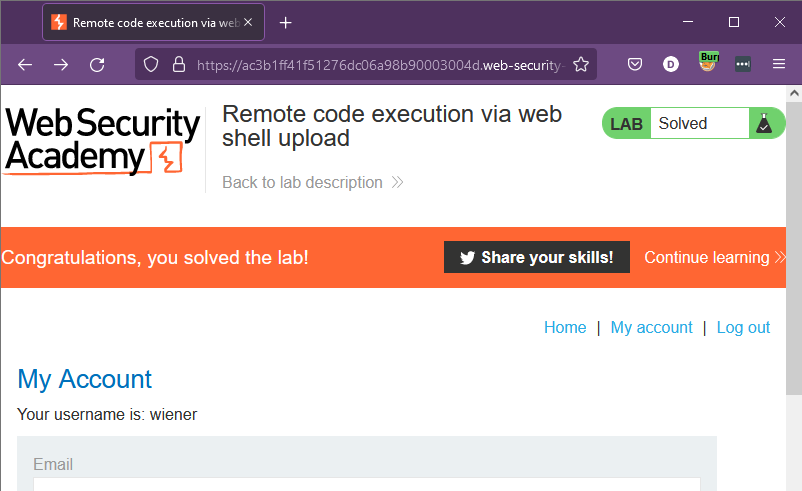 Remote code execution via web
https://ac3b1ff41f51276dc06a98b90003004d.web-security-
D
Burp
Web Security
Academy
Remote code execution via web
shell upload
Back to lab description
LAB Solved
Congratulations, you solved the lab!
Share your skills!
Continue learning
Home | My account | Log out
My Account
Your username is: wiener
Email